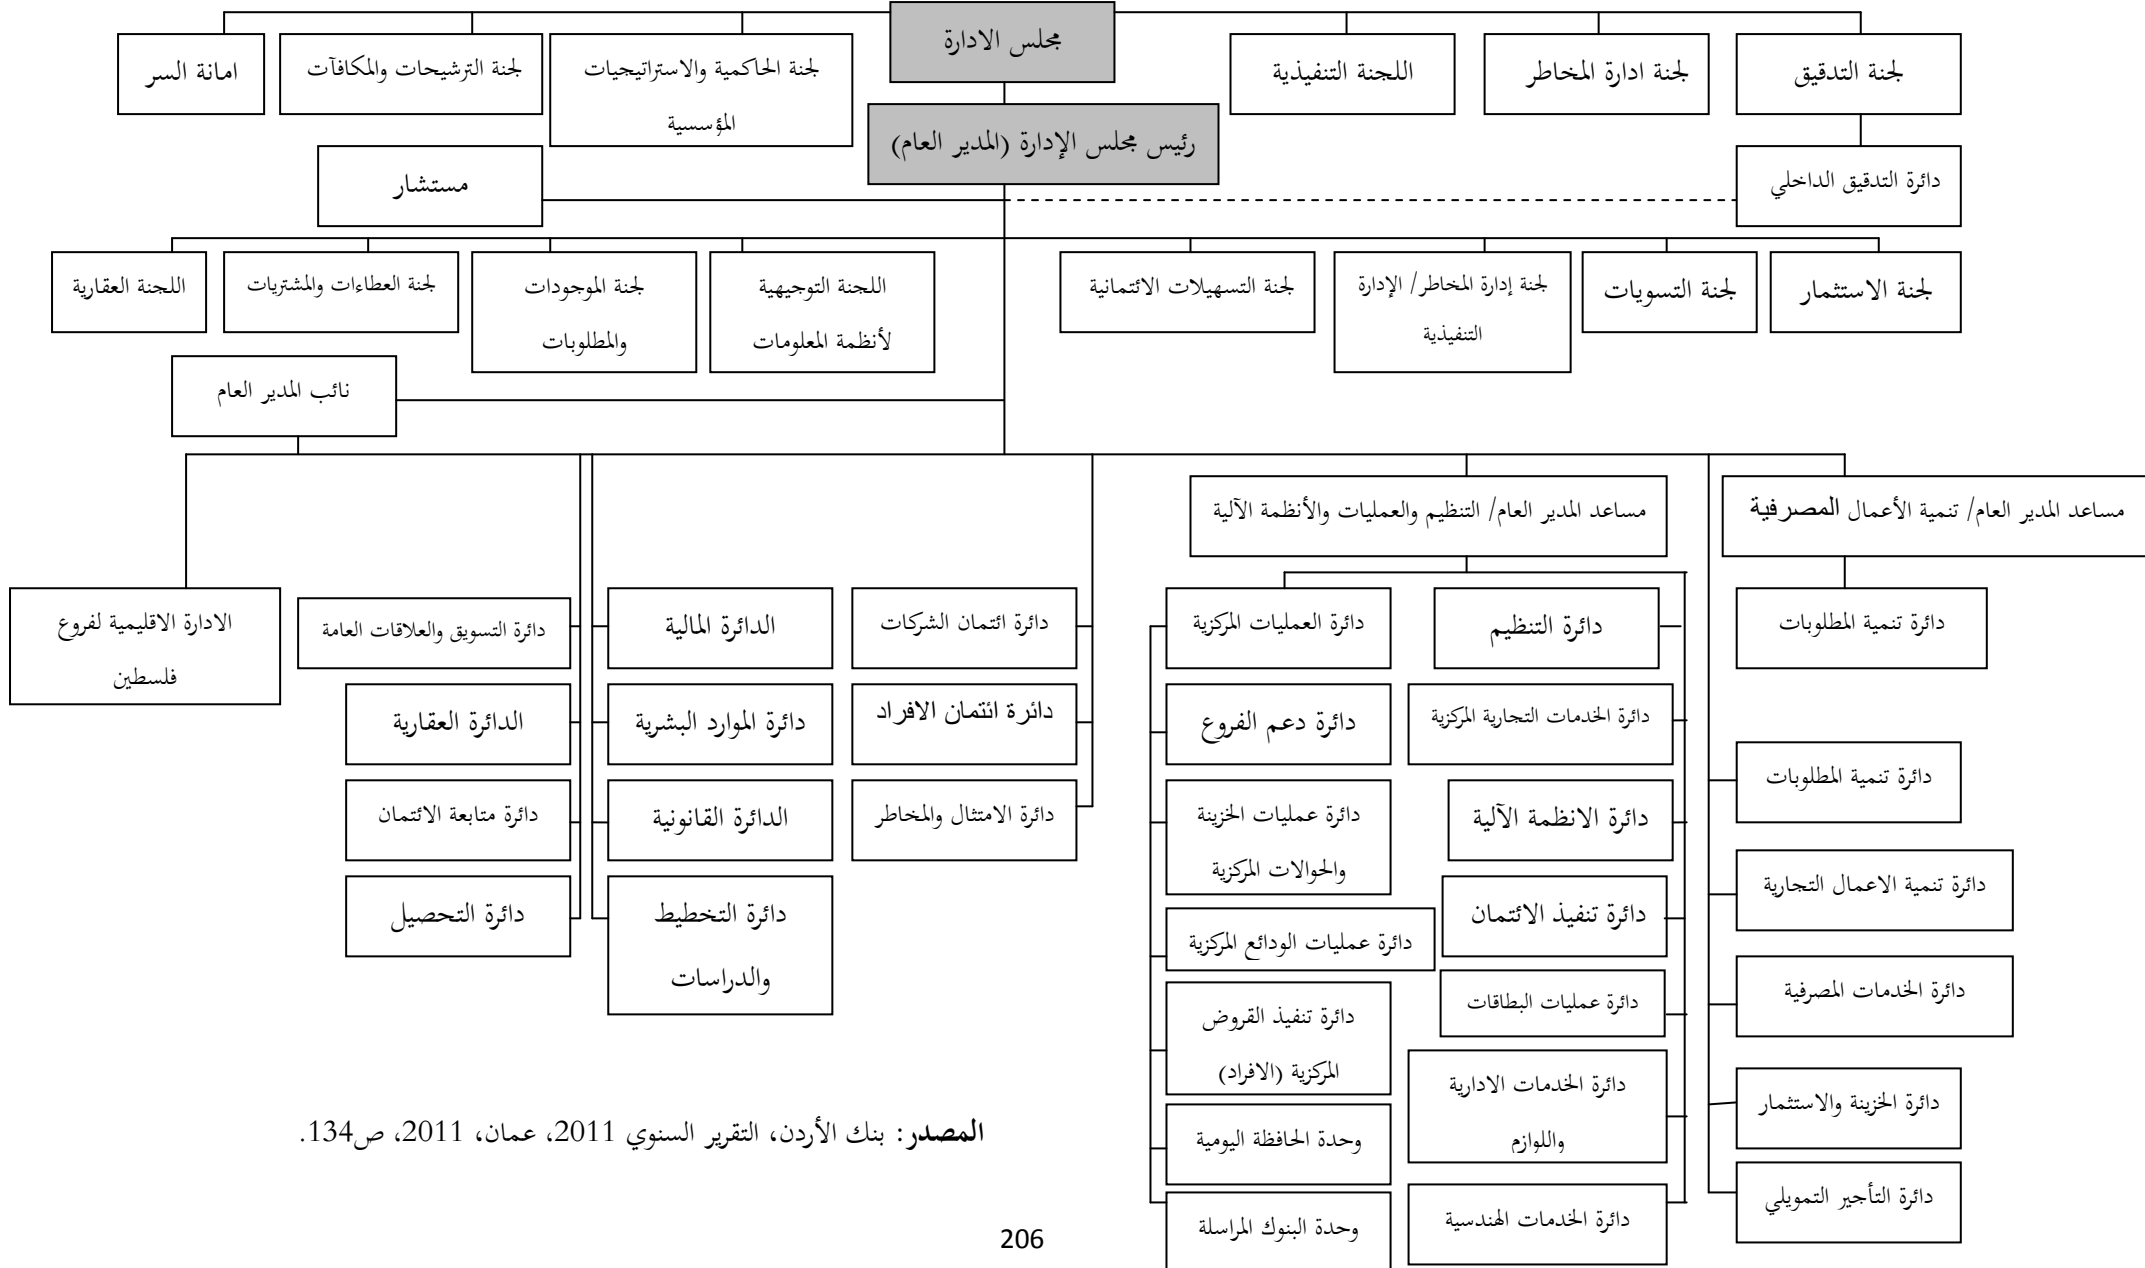 مجلس الادارة
لجنة التدقيق
لجنة ادارة المخاطر
اللجنة التنفيذية
لجنة الحاكمية والاستراتيجيات
المؤسسية
لجنة الترشيحات والمكافآت
امانة السر
رئيس مجلس الإدارة (المدير العام)
دائرة التدقيق الداخلي
مستشار
لجنة الاستثمار
لجنة التسويات
لجنة إدارة المخاطر/ الإدارة
التنفيذية
لجنة التسهيلات الائتمانية
اللجنة التوجيهية
لأنظمة المعلومات
لجنة الموجودات
والمطلوبات
لجنة العطاءات والمشتريات
اللجنة العقارية
نائب المدير العام
مساعد المدير العام/ تنمية الأعمال المصرفية
مساعد المدير العام/ التنظيم والعمليات والأنظمة الآلية
دائرة تنمية المطلوبات
دائرة تنمية المطلوبات
دائرة تنمية الاعمال التجارية
دائرة الخدمات المصرفية
دائرة الخزينة والاستثمار
دائرة التأجير التمويلي
دائرة التنظيم
دائرة الخدمات التجارية المركزية
دائرة الانظمة الآلية
دائرة تنفيذ الائتمان
دائرة عمليات البطاقات
دائرة الخدمات الادارية
واللوازم
دائرة الخدمات الهندسية
دائرة العمليات المركزية
دائرة دعم الفروع
دائرة عمليات الخزينة
والحوالات المركزية
دائرة عمليات الودائع المركزية
دائرة تنفيذ القروض
المركزية (الافراد)
وحدة الحافظة اليومية
وحدة البنوك المراسلة
دائرة ائتمان الشركات
دائرة ائتمان الافراد
دائرة الامتثال والمخاطر
الدائرة المالية
دائرة الموارد البشرية
الدائرة القانونية
دائرة التخطيط
والدراسات
دائرة التسويق والعلاقات العامة
الدائرة العقارية
دائرة متابعة الائتمان
دائرة التحصيل
الادارة الاقليمية لفروع
فلسطين
المصدر: بنك الأردن، التقرير السنوي 2011، عمان، 2011، ص134.
206